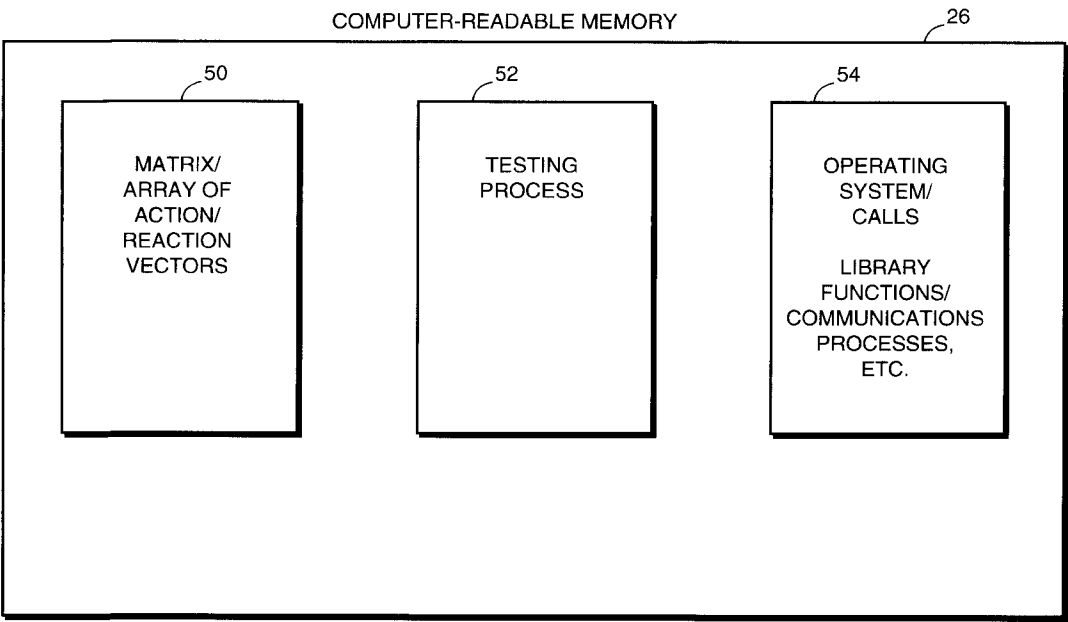 COMPUTER-READABLE MEMORY
26
50
MATRIX/
ARRAY OF
ACTION/
REACTION
VECTORS
52
TESTING
PROCESS
54
OPERATING
SYSTEM/
CALLS
LIBRARY
FUNCTIONS/
COMMUNICATIONS
PROCESSES,
ETC.